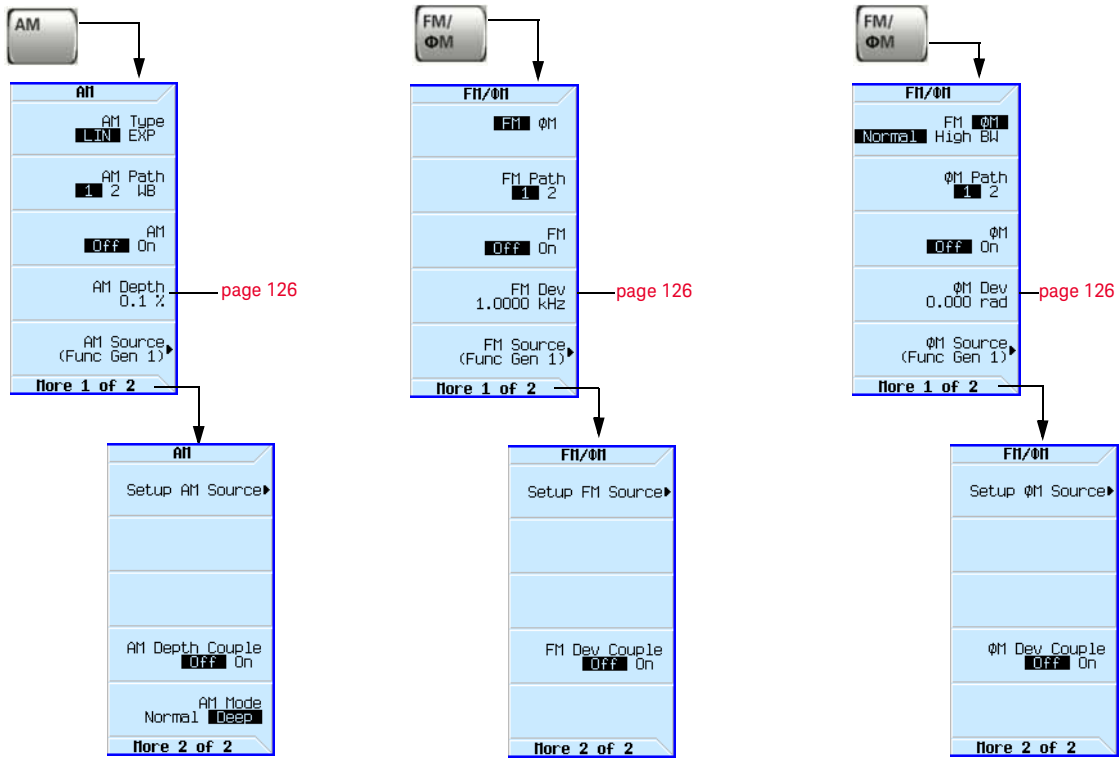 AM
AM
AM Type
LIN EXP
AM Path
1 2 WB
AM
Off On
AM Depth
0.1 %
page 126
AM Source
(Func Gen 1)
More 1 of 2
AM
Setup AM Source
AM Depth Couple
Off On
AM Mode
Normal Deep
More 2 of 2
FM/
ΦM
FM/ΦM
FM ΦM
FM Path
1 2
FM
Off On
FM Dev
1.0000 kHz
page 126
FM Source
(Func Gen 1)
More 1 of 2
FM/ΦM
Setup FM Source
FM Dev Couple
Off On
More 2 of 2
FM/
ΦM
FM/ΦM
FM ΦM
Normal High BW
ΦM Path
1 2
ΦM
Off On
ΦM Dev
0.000 rad
page 126
ΦM Source
(Func Gen 1)
More 1 of 2
FM/ΦM
Setup ΦM Source
ΦM Dev Couple
Off On
More 2 of 2